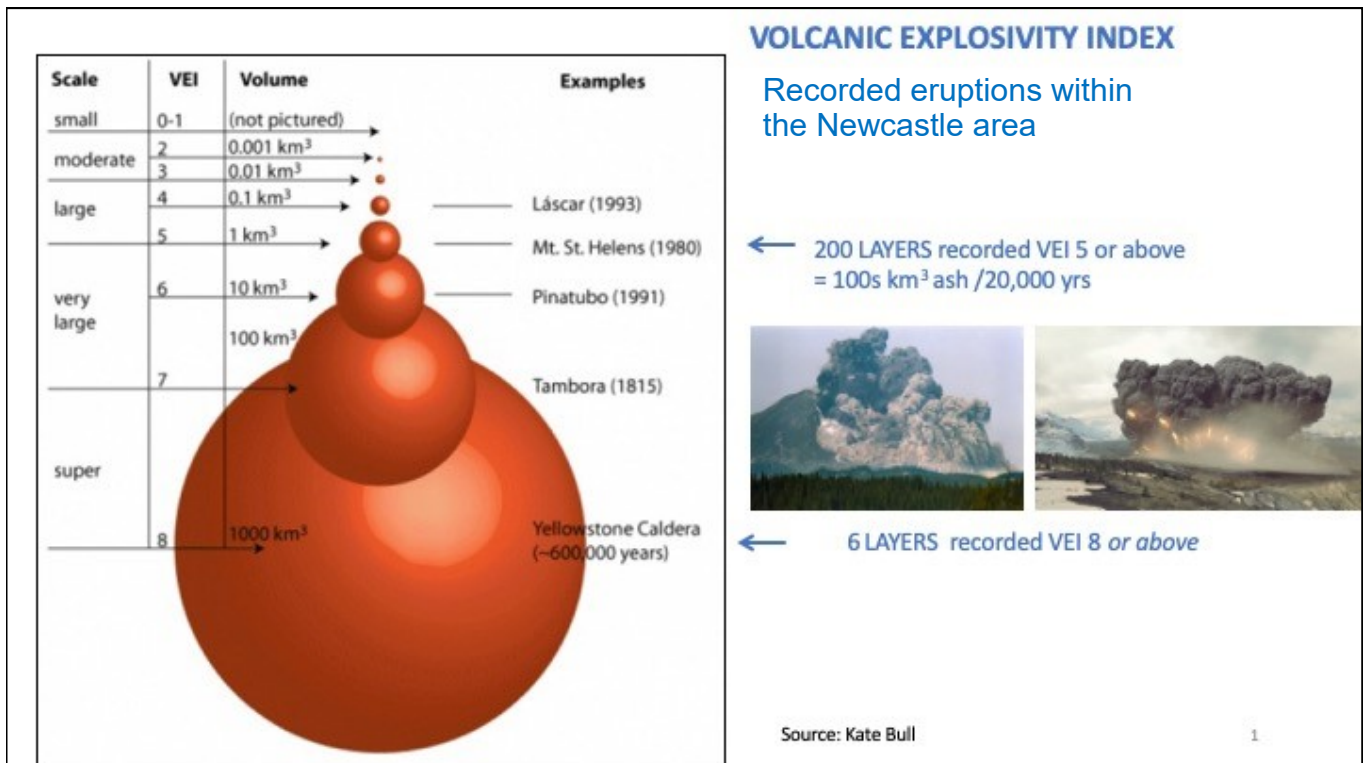 VOLCANIC EXPLOSIVITY INDEX
Recorded eruptions within
the Newcastle area
Scale VEI Volume Examples
small 0-1 (not pictured)
moderate 2 0.001 km³
3 0.01 km³
large 4 0.1 km³ Láscar (1993)
5 1 km³ Mt. St. Helens (1980)
very
large
6 10 km³ Pinatubo (1991)
100 km³
7 Tambora (1815)
super
8 1000 km³ Yellowstone Caldera
(~600,000 years)
200 LAYERS recorded VEI 5 or above
= 100s km³ ash /20,000 yrs
6 LAYERS recorded VEI 8 or above
Source: Kate Bull
1